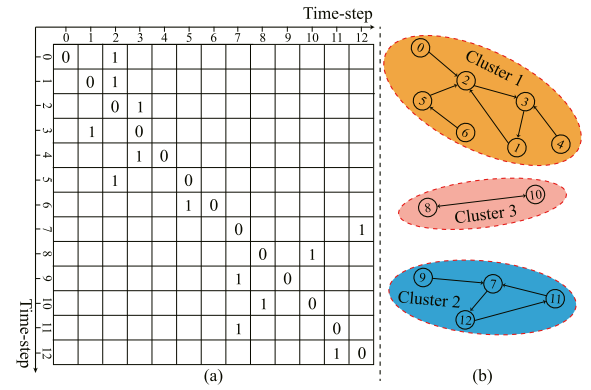 Time-step
0 1 2 3 4 5 6 7 8 9 10 11 12
0 0 1
1 0 1
2 0 1
3 1 0
4 1 0
5 1 0
6 1 0
7 0 1
8 0 1
9 1 0
10 1 0
11 1 0
12 1 0
Time-step
(a)
0
Cluster 1
2
5
3
6
1
4
10
8
Cluster 3
9
7
Cluster 2
11
12
(b)